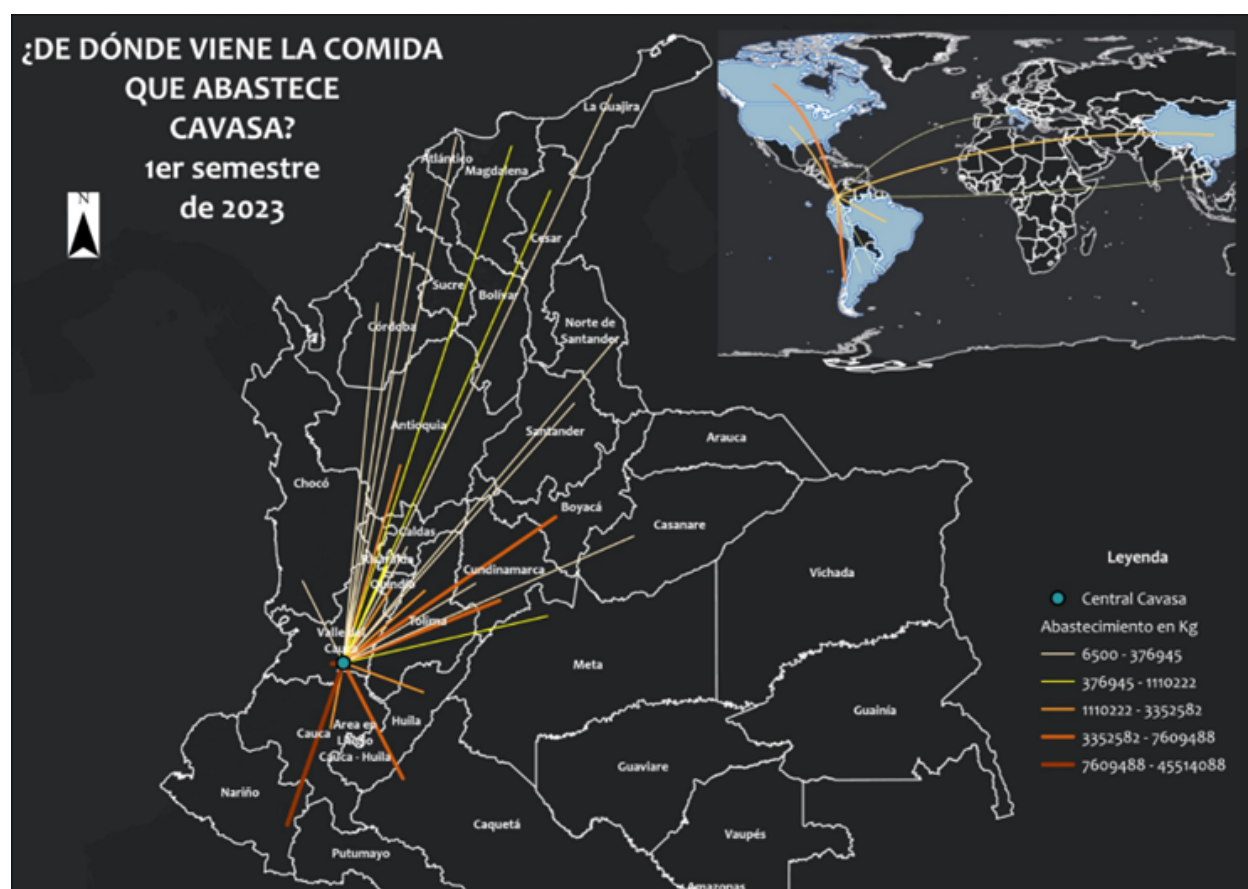 ¿DE DÓNDE VIENE LA COMIDA
QUE ABASTECE
CAVASA?
1er semestre
de 2023
N
La Guajira
Atlántico
Magdalena
Cesar
Sucre
Bolívar
Córdoba
Norte de
Santander
Antioquia
Santander
Arauca
Chocó
Boyacá
Caldas
Casanare
Risaralda
Cundinamarca
Quindío
Vichada
Tolima
Valle del
Cauca
Meta
Guainía
Huila
Cauca
Area en
Litigio
Cauca - Huila
Guaviare
Nariño
Caquetá
Vaupés
Putumayo
Amazonas
Leyenda
Central Cavasa
Abastecimiento en Kg
6500 - 376945
376945 - 1110222
1110222 - 3352582
3352582 - 7609488
7609488 - 45514088